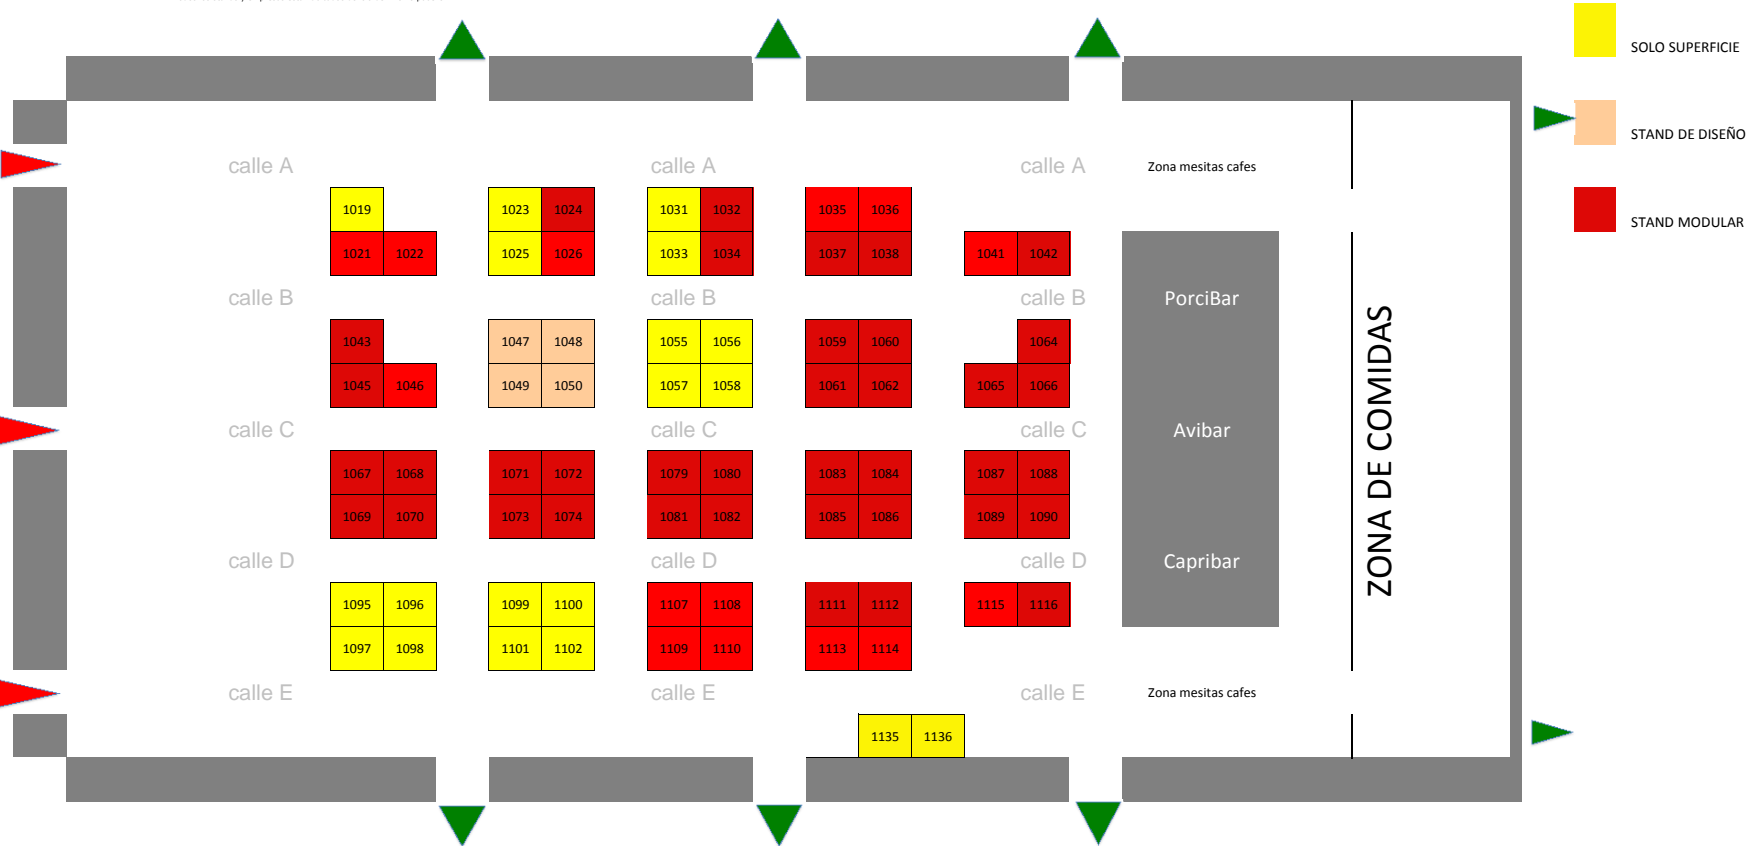 SOLO SUPERFICIE
STAND DE DISEÑO
calle A calle A calle A Zona mesitas cafes
1019 1023 1024 1031 1032 1035 1036
STAND MODULAR
1021 1022 1025 1026 1033 1034 1037 1038 1041 1042
calle B calle B calle B PorciBar
1043 1047 1048 1055 1056 1059 1060 1064
1045 1046 1049 1050 1057 1058 1061 1062 1065 1066
calle C calle C calle C Avibar
ZONA DE COMIDAS
1067 1068 1071 1072 1079 1080 1083 1084 1087 1088
1069 1070 1073 1074 1081 1082 1085 1086 1089 1090
calle D calle D calle D Capribar
1095 1096 1099 1100 1107 1108 1111 1112 1115 1116
1097 1098 1101 1102 1109 1110 1113 1114
calle E calle E calle E Zona mesitas cafes
1135 1136